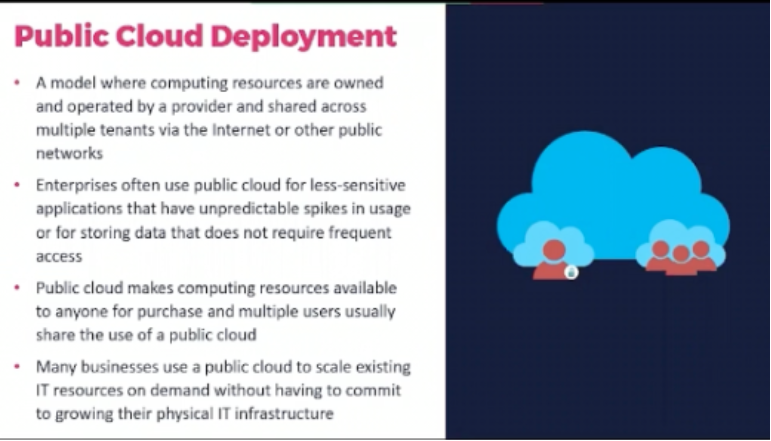 Public Cloud Deployment
• A model where computing resources are owned
and operated by a provider and shared across
multiple tenants via the Internet or other public
networks
• Enterprises often use public cloud for less-sensitive
applications that have unpredictable spikes in usage
or for storing data that does not require frequent
access
• Public cloud makes computing resources available
to anyone for purchase and multiple users usually
share the use of a public cloud
• Many businesses use a public cloud to scale existing
IT resources on demand without having to commit
to growing their physical IT infrastructure